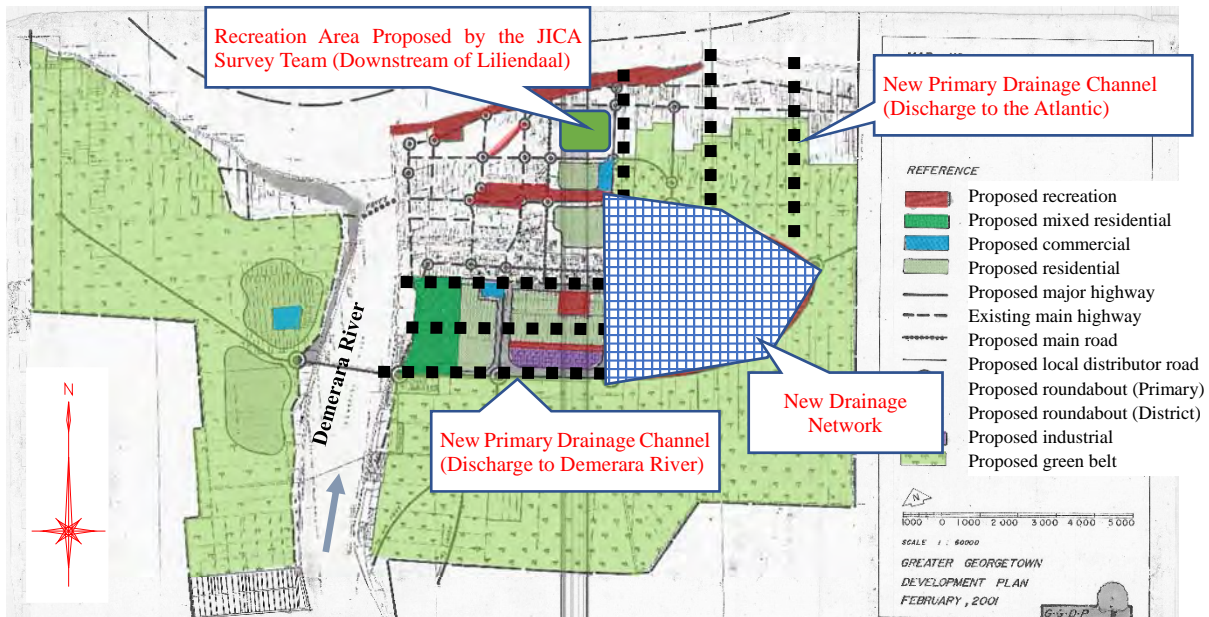 Recreation Area Proposed by the JICA
Survey Team (Downstream of Liliendaal)
New Primary Drainage Channel
(Discharge to the Atlantic)
REFERENCE
Proposed recreation
Proposed mixed residential
Proposed commercial
Proposed residential
Proposed major highway
Existing main highway
Proposed main road
Proposed local distributor road
Proposed roundabout (Primary)
Proposed roundabout (District)
Proposed industrial
Proposed green belt
Demerara River
New Drainage
Network
New Primary Drainage Channel
(Discharge to Demerara River)
N
N
1000 0 1000 2000 3000 4000 5000
SCALE 1 : 60000
GREATER GEORGETOWN
DEVELOPMENT PLAN
FEBRUARY, 2001
G·G·D·P